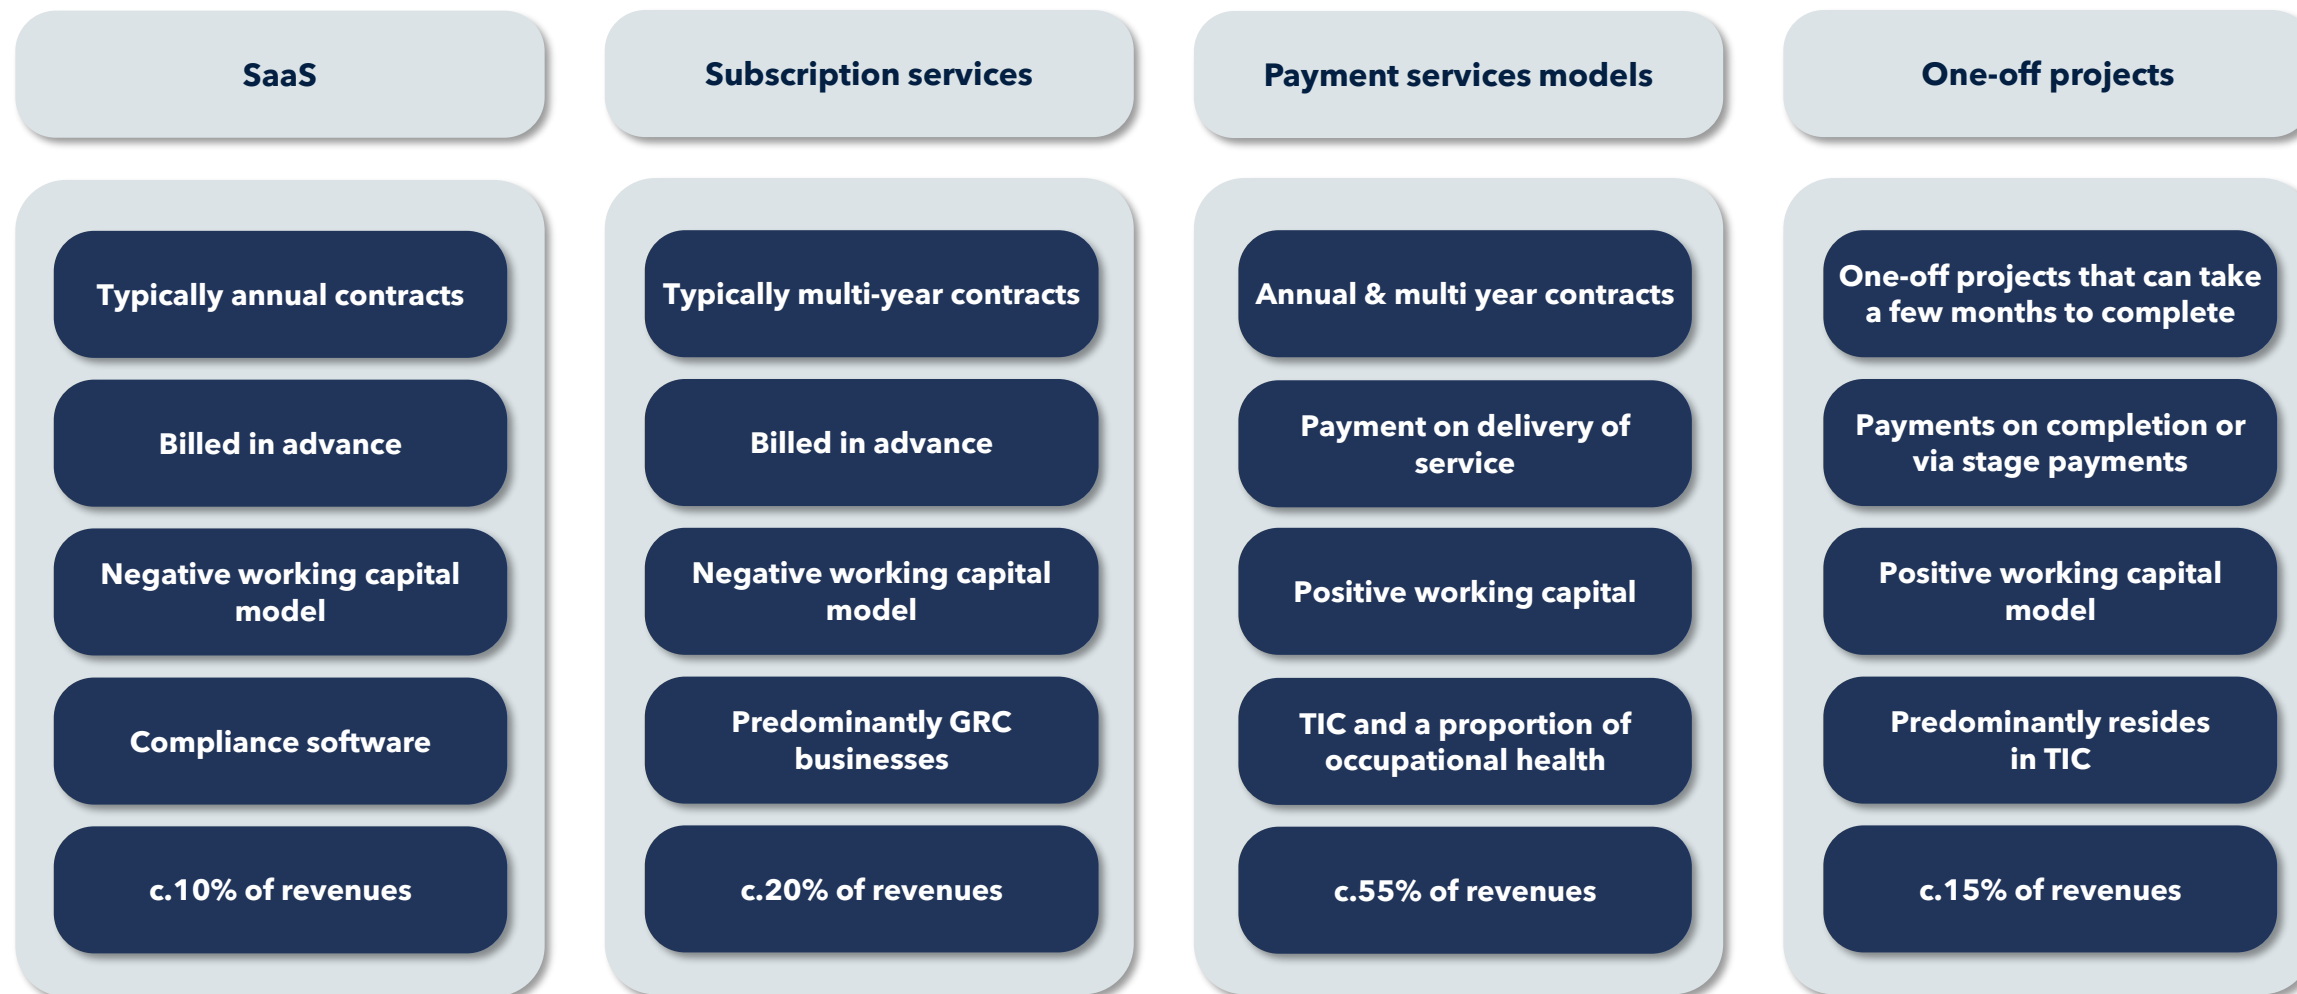 SaaS
Typically annual contracts
Billed in advance
Negative working capital
model
Compliance software
c.10% of revenues
Subscription services
Typically multi-year contracts
Billed in advance
Negative working capital
model
Predominantly GRC
businesses
c.20% of revenues
Payment services models
Annual & multi year contracts
Payment on delivery of
service
Positive working capital
TIC and a proportion of
occupational health
c.55% of revenues
One-off projects
One-off projects that can take
a few months to complete
Payments on completion or
via stage payments
Positive working capital
model
Predominantly resides
in TIC
c.15% of revenues